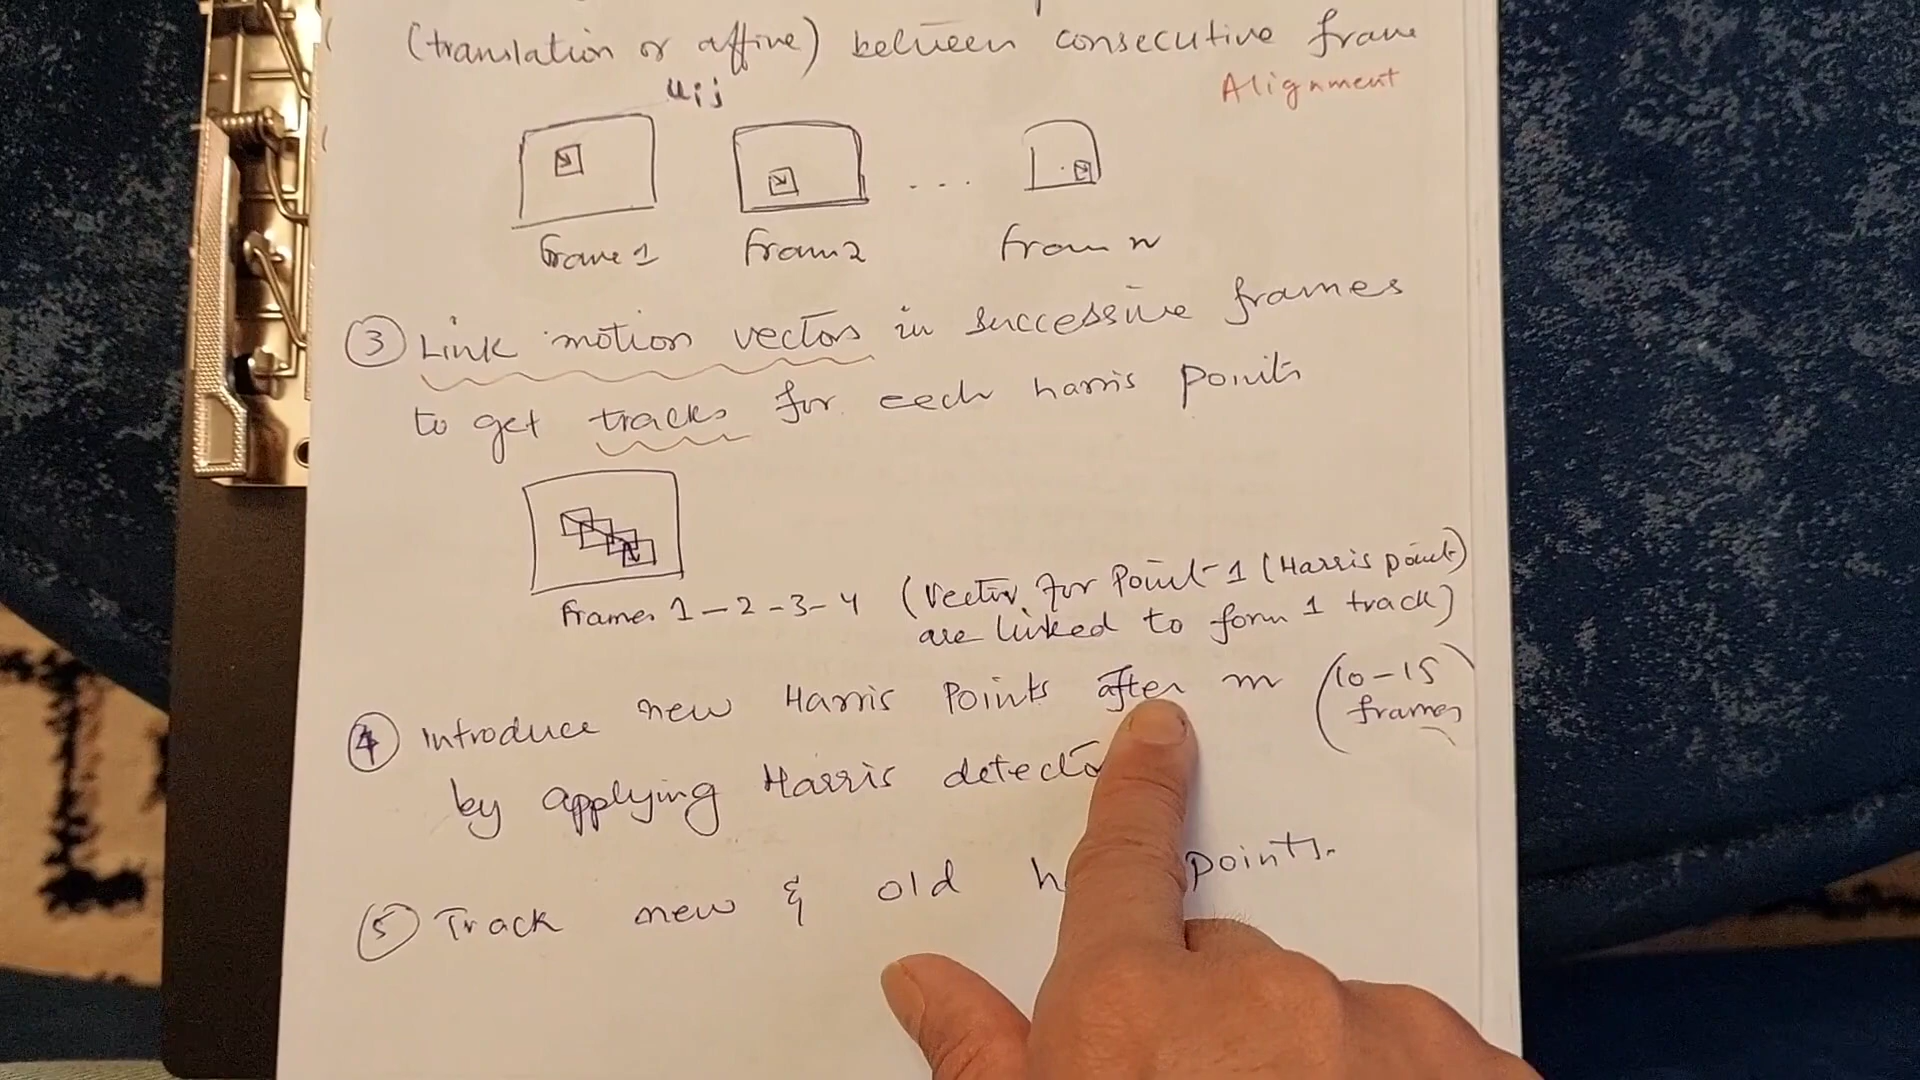 (translation or affine) between consecutive frame
Alignment
uij
frame 1 fram 2 ... fram n
③ Link motion vectors in successive frames
to get tracks for each harris points
Frames 1-2-3-4 (Vector for Point-1 (Harris point)
are linked to form 1 track)
④ introduce new Harris Points after m (10-15
frames
by applying Harris detecto
⑤ Track new & old h points.